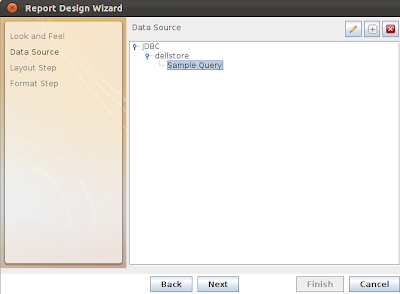 Report Design Wizard
Look and Feel
Data Source
Layout Step
Format Step
Data Source
JDBC
dellstore
Sample Query
Back
Next
Finish
Cancel